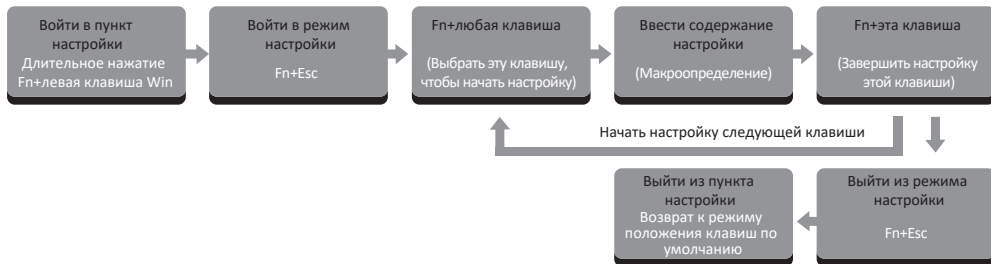 Войти в пункт
настройки
Длительное нажатие
Fn+левая клавиша Win
Войти в режим
настройки
Fn+Esc
Fn+любая клавиша
(Выбрать эту клавишу,
чтобы начать настройку)
Ввести содержание
настройки
(Макроопределение)
Fn+эта клавиша
(Завершить настройку
этой клавиши)
Начать настройку следующей клавиши
Выйти из пункта
настройки
Возврат к режиму
положения клавиш по
умолчанию
Выйти из режима
настройки
Fn+Esc